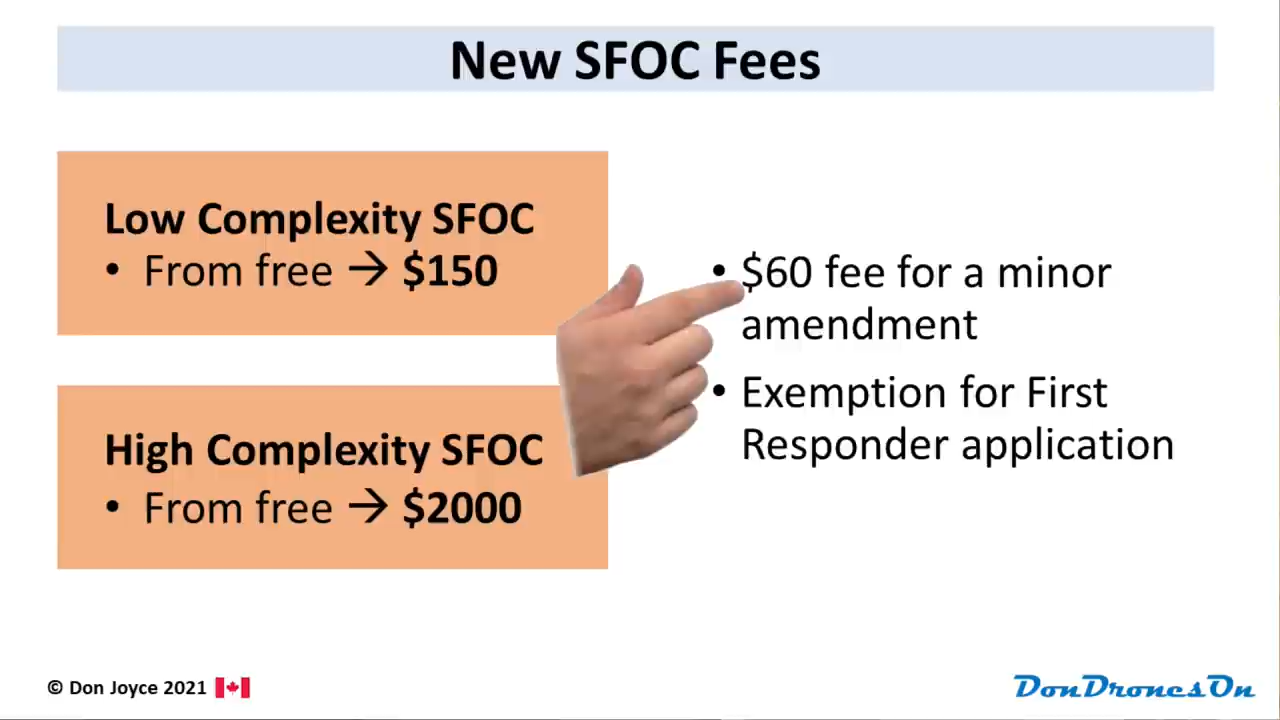 New SFOC Fees
Low Complexity SFOC
• From free → $150
High Complexity SFOC
• From free → $2000
• $60 fee for a minor
amendment
• Exemption for First
Responder application
© Don Joyce 2021
DonDronesOn